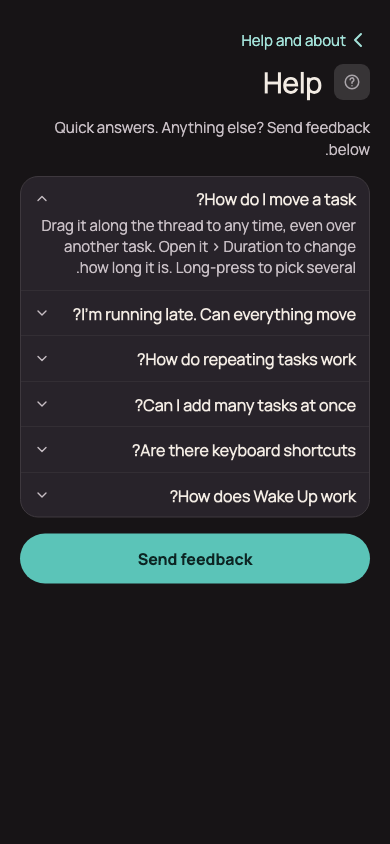 Help and about
Help
Quick answers. Anything else? Send feedback
below.
How do I move a task?
Drag it along the thread to any time, even over
another task. Open it > Duration to change
how long it is. Long-press to pick several.
I'm running late. Can everything move?
How do repeating tasks work?
Can I add many tasks at once?
Are there keyboard shortcuts?
How does Wake Up work?
Send feedback